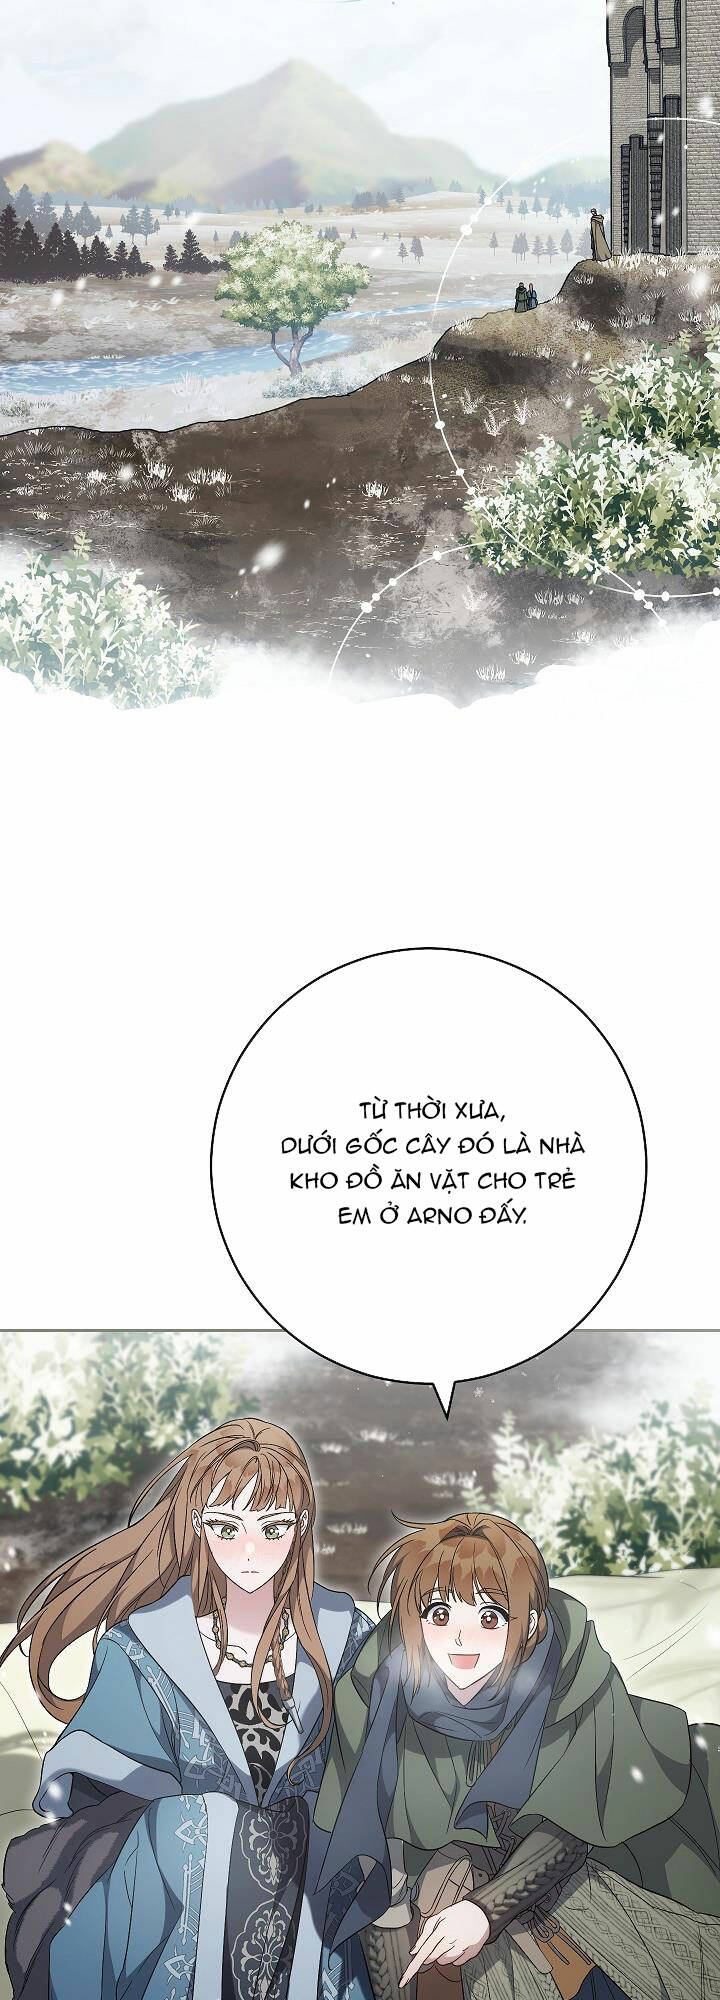 TỪ THỜI XƯA,
DƯỚI GỐC CÂY ĐÓ LÀ NHÀ
KHO ĐỒ ĂN VẶT CHO TRẺ
EM Ở ARNO ĐẤY.